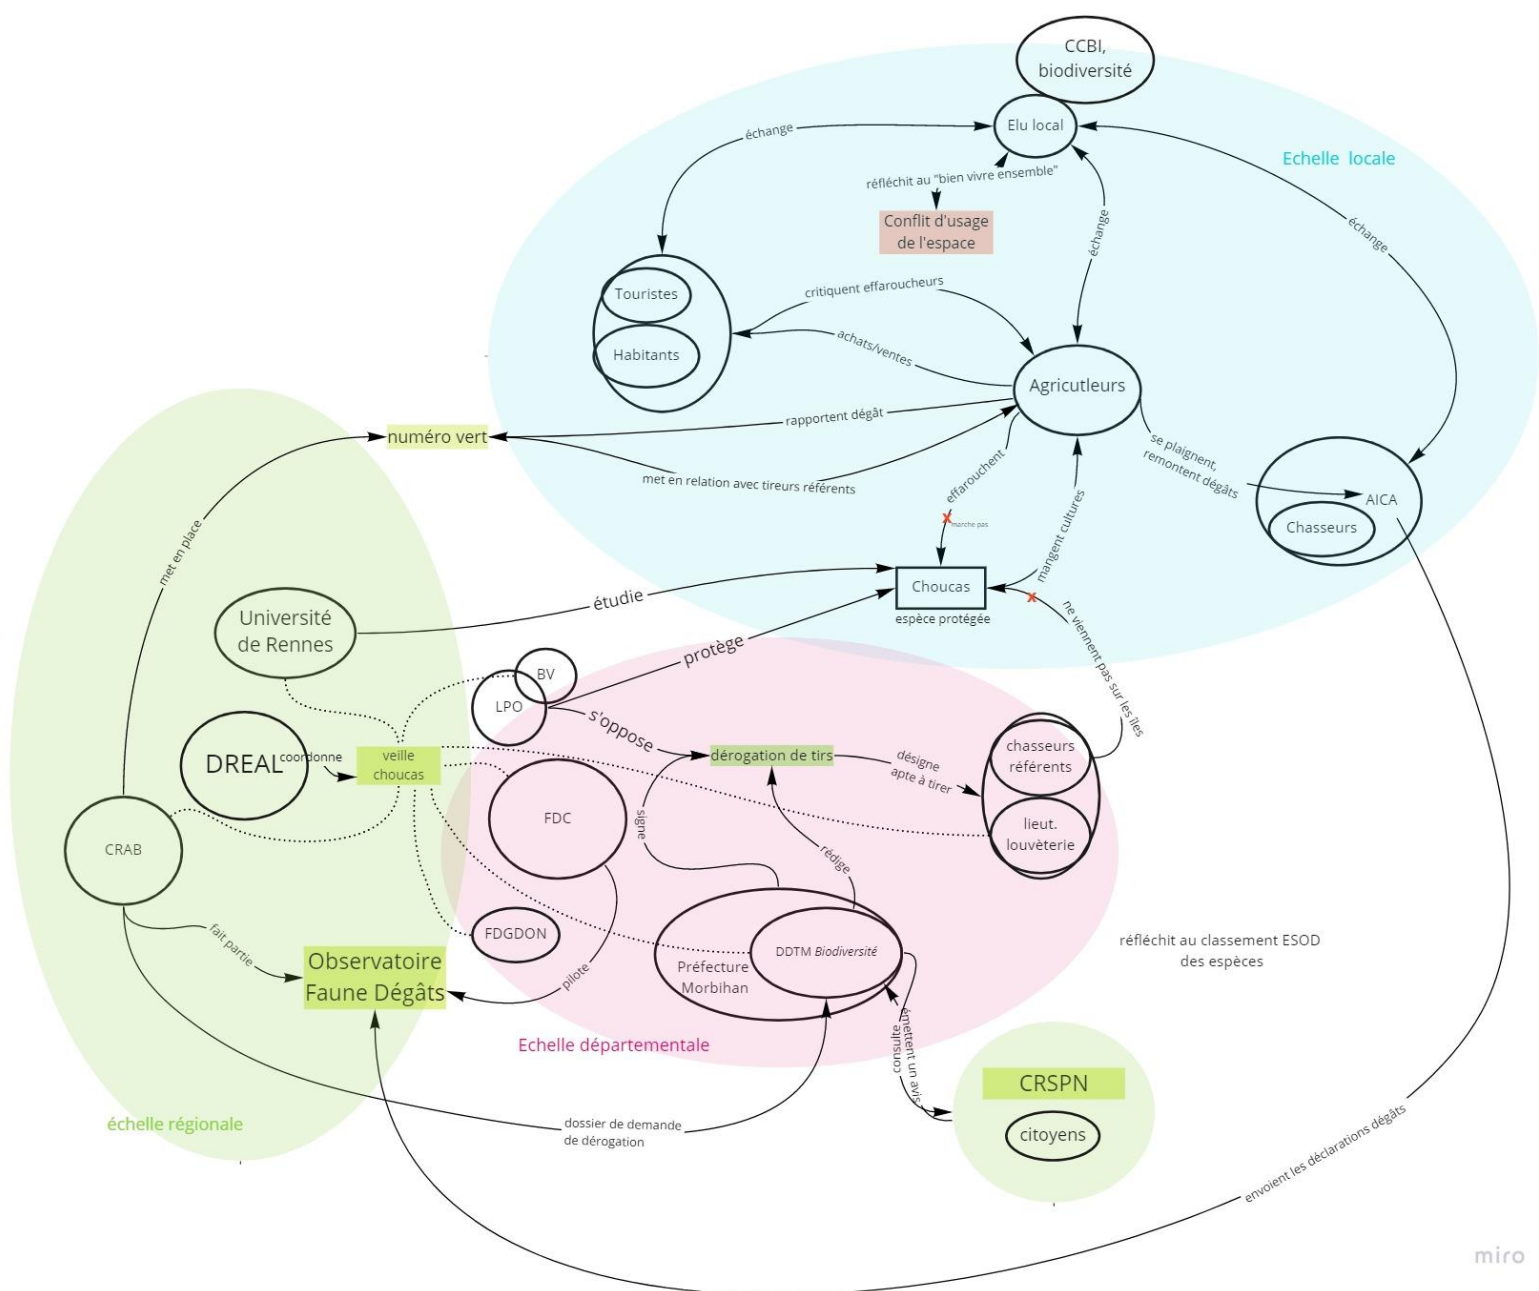 CCBI,
biodiversité
Elu local
échange
Echelle locale
réfléchit au "bien vivre ensemble"
Conflit d'usage
de l'espace
échange
échange
Touristes
Habitants
critiquent effaroucheurs
achats/ventes
Agricutleurs
numéro vert
rapportent dégât
met en relation avec tireurs référents
se plaignent,
remontent dégâts
AICA
Chasseurs
effarouchent
x
marche pas
mangent cultures
met en place
Choucas
espèce protégée
x
ne viennent pas sur les îles
Université
de Rennes
étudie
protège
BV
LPO
s'oppose
DREAL
coordonne
veille
choucas
dérogation de tirs
désigne
apte à tirer
chasseurs
référents
lieut.
louvèterie
FDC
signe
rédige
CRAB
fait partie
FDGDON
Observatoire
Faune Dégâts
pilote
DDTM Biodiversité
Préfecture
Morbihan
réfléchit au classement ESOD
des espèces
Echelle départementale
consulte
émettent un avis
CRSPN
citoyens
échelle régionale
dossier de demande
de dérogation
envoient les déclarations dégâts
miro